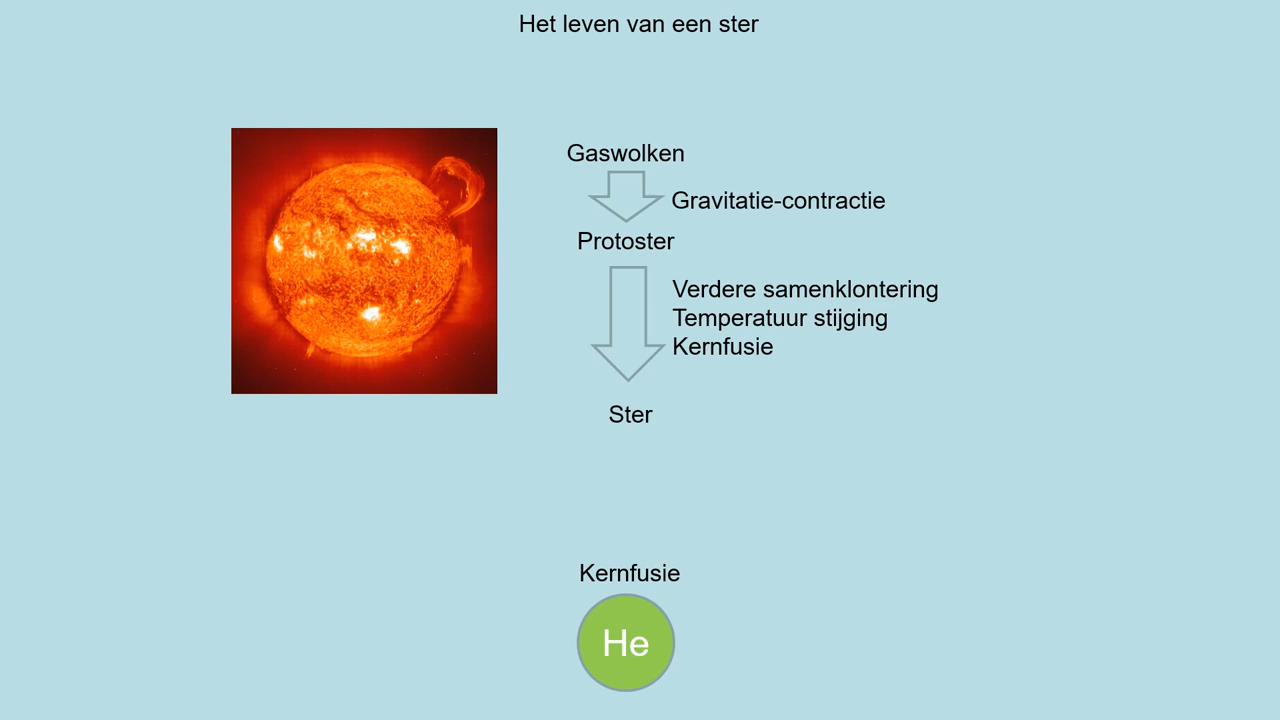 Het leven van een ster
Gaswolken
Gravitatie-contractie
Protoster
Verdere samenklontering
Temperatuur stijging
Kernfusie
Ster
Kernfusie
He